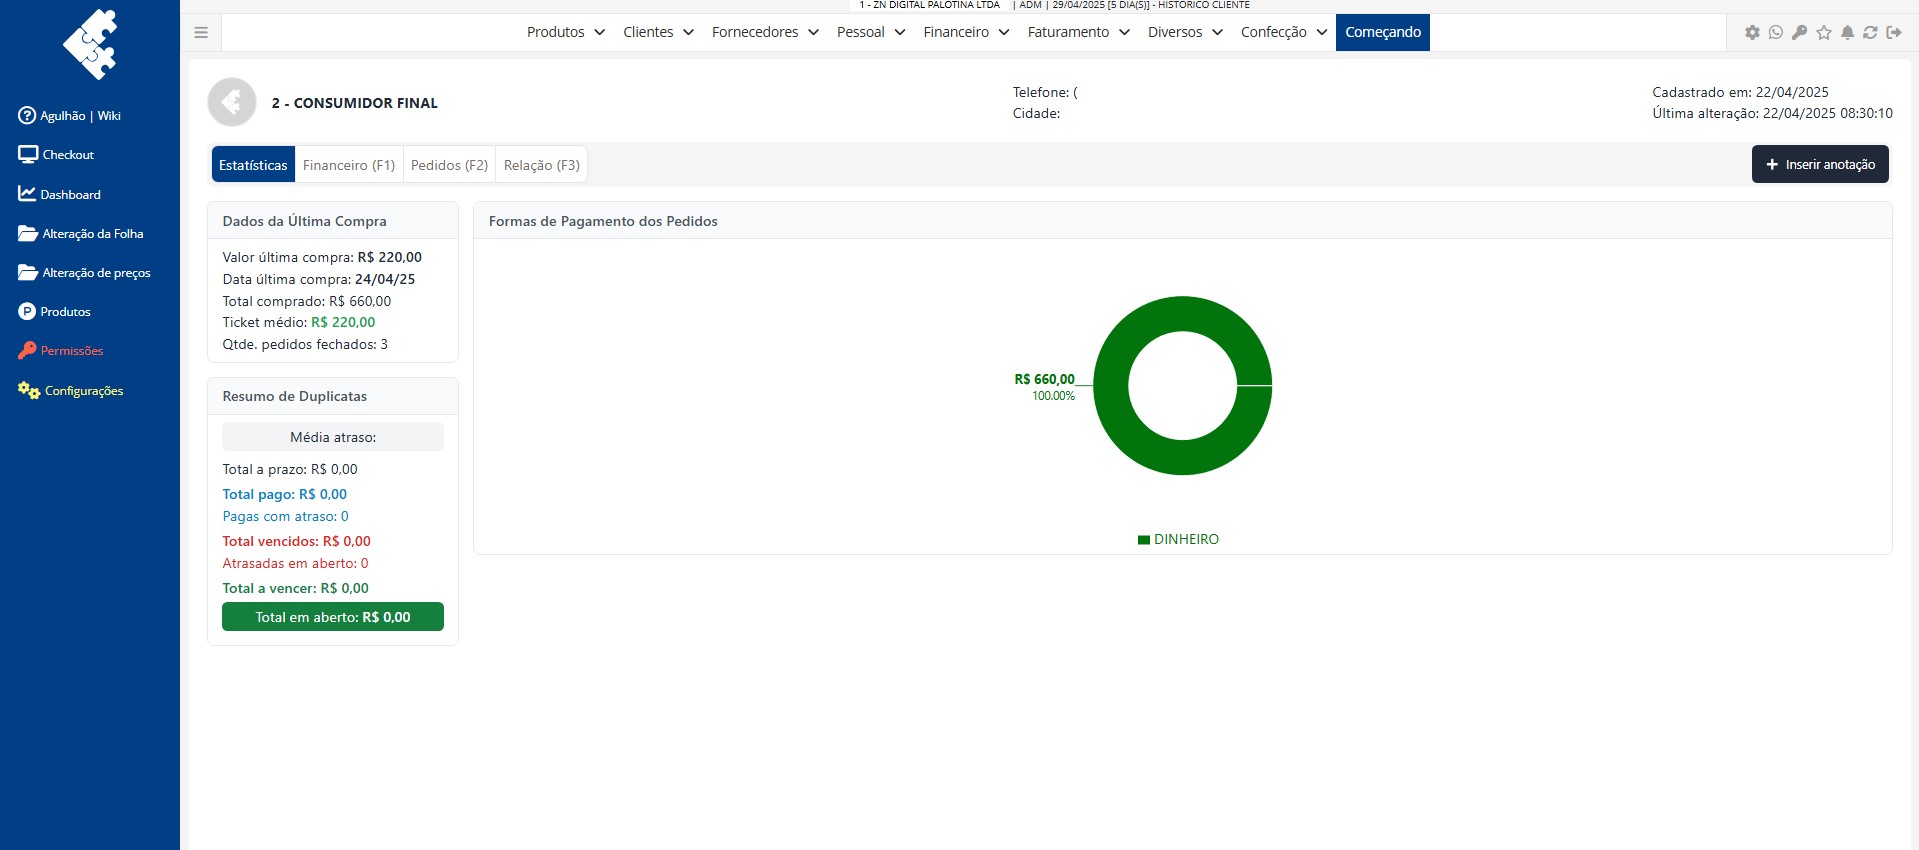 1 - ZN DIGITAL PALOTINA LTDA | ADM | 29/04/2025 [5 DIA(S)] - HISTORICO CLIENTE
Produtos Clientes Fornecedores Pessoal Financeiro Faturamento Diversos Confecção Começando
Agulhão | Wiki
Checkout
Dashboard
Alteração da Folha
Alteração de preços
P Produtos
Permissões
Configurações
2 - CONSUMIDOR FINAL
Telefone: (
Cidade:
Cadastrado em: 22/04/2025
Última alteração: 22/04/2025 08:30:10
Estatísticas Financeiro (F1) Pedidos (F2) Relação (F3)
+ Inserir anotação
Dados da Última Compra
Valor última compra: R$ 220,00
Data última compra: 24/04/25
Total comprado: R$ 660,00
Ticket médio: R$ 220,00
Qtde. pedidos fechados: 3
Resumo de Duplicatas
Média atraso:
Total a prazo: R$ 0,00
Total pago: R$ 0,00
Pagas com atraso: 0
Total vencidos: R$ 0,00
Atrasadas em aberto: 0
Total a vencer: R$ 0,00
Total em aberto: R$ 0,00
Formas de Pagamento dos Pedidos
R$ 660,00
100.00%
DINHEIRO